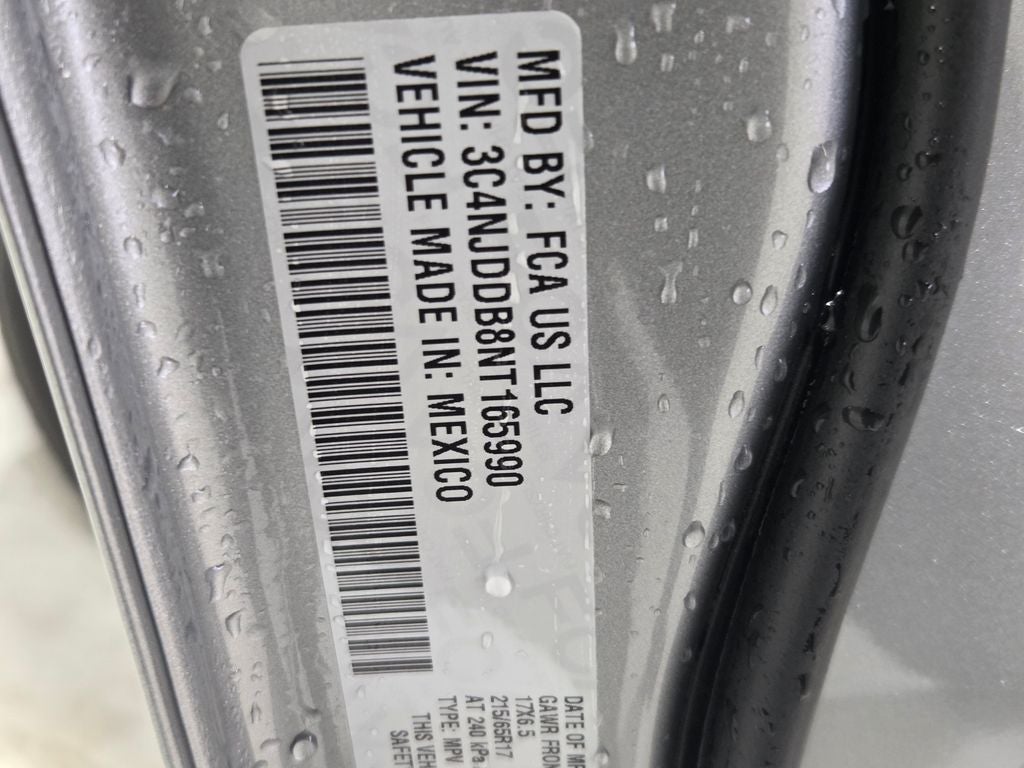 MFD BY: FCA US LLC
VIN: 3C4NJDDB8NT165990
VEHICLE MADE IN: MEXICO
DATE OF
GAWR FRON
17X6.5
215/65R17
AT 240 kPa
TYPE: MPV
THIS
SAFET